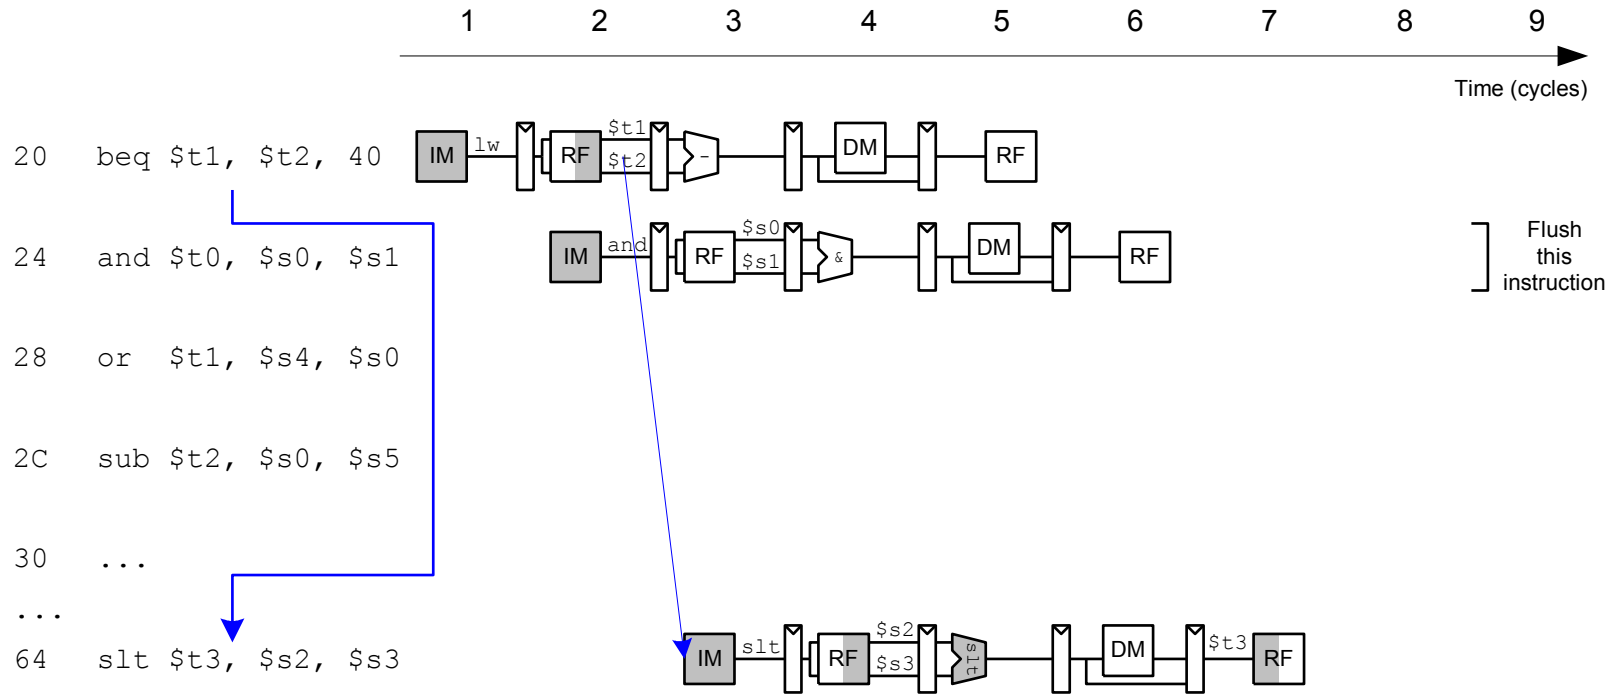 1 2 3 4 5 6 7 8 9
Time (cycles)
20 beq $t1, $t2, 40 IM lw RF $t1 $t2 - DM RF
24 and $t0, $s0, $s1 IM and RF $s0 $s1 & DM RF
Flush
this
instruction
28 or $t1, $s4, $s0
2C sub $t2, $s0, $s5
30 ...
...
64 slt $t3, $s2, $s3 IM slt RF $s2 $s3 slt DM $t3 RF